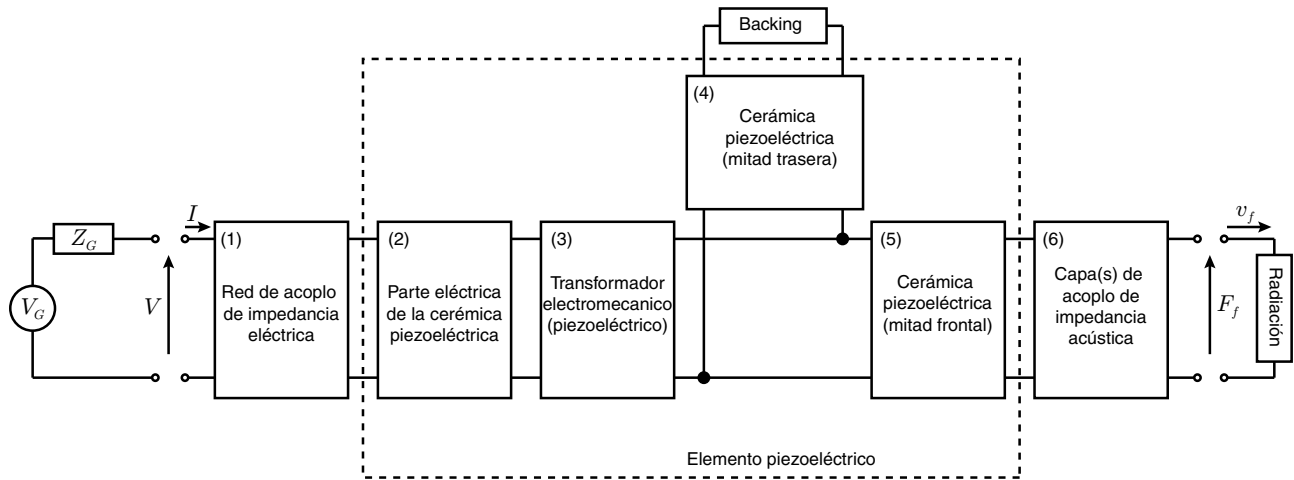 Backing
(4)
Cerámica
piezoeléctrica
(mitad trasera)
I
v_f
Z_G
(1)
(2)
(3)
(5)
(6)
V_G
V
Red de acoplo
de impedancia
eléctrica
Parte eléctrica
de la cerémica
piezoeléctrica
Transformador
electromecanico
(piezoeléctrico)
Cerámica
piezoeléctrica
(mitad frontal)
Capa(s) de
acoplo de
impedancia
acústica
F_f
Radiación
Elemento piezoeléctrico